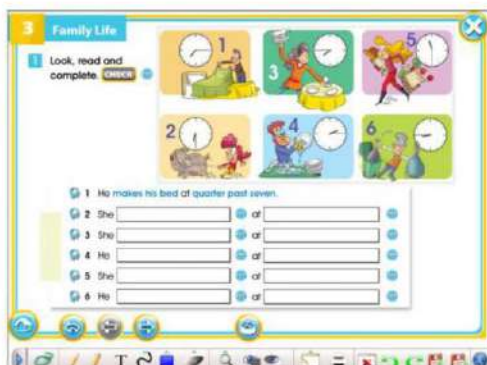 3 Family Life
1 Look, read and
complete. CHECK
1
2
3
4
5
6
1 He makes his bed at quarter past seven.
2 She at
3 She at
4 He at
5 She at
6 He at
T